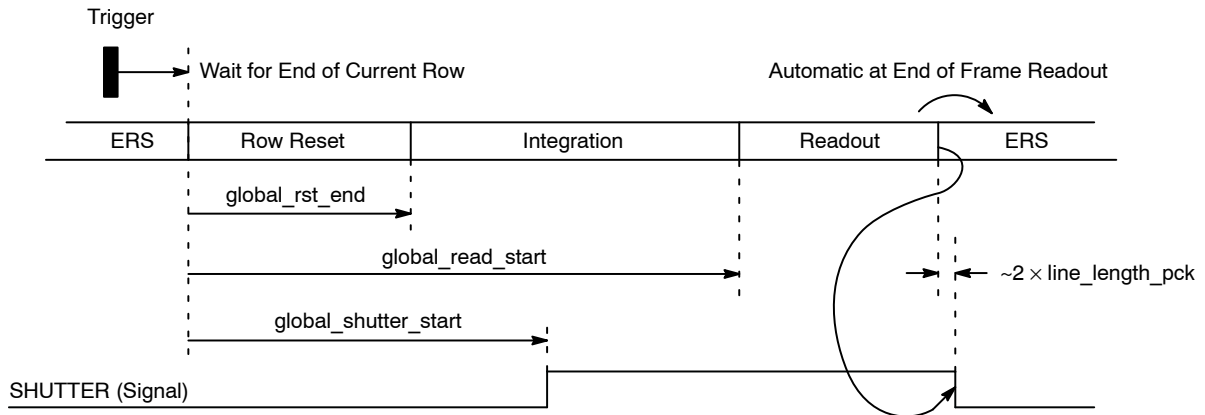 Trigger
Wait for End of Current Row
Automatic at End of Frame Readout
ERS
Row Reset
Integration
Readout
ERS
global_rst_end
global_read_start
~2 × line_length_pck
global_shutter_start
SHUTTER (Signal)